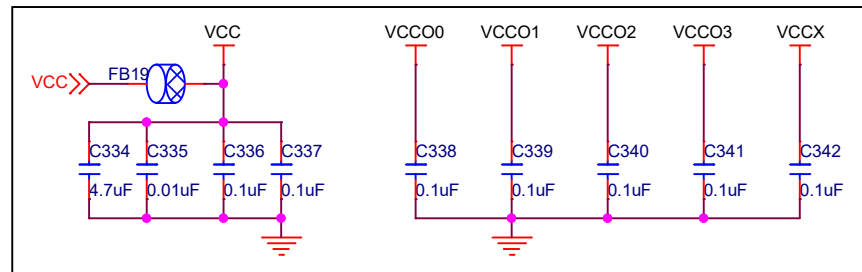 VCC VCCO0 VCCO1 VCCO2 VCCO3 VCCX
FB19
VCC
C334 C335 C336 C337 C338 C339 C340 C341 C342
4.7uF 0.01uF 0.1uF 0.1uF 0.1uF 0.1uF 0.1uF 0.1uF 0.1uF